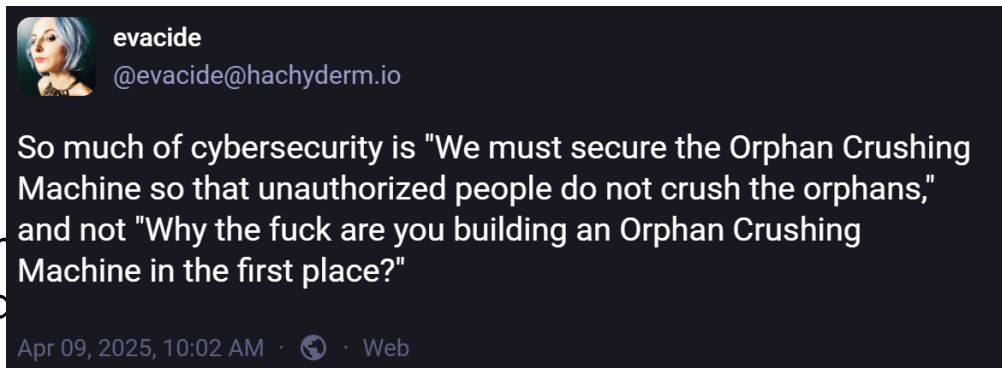 evacide
@evacide@hachyderm.io
So much of cybersecurity is "We must secure the Orphan Crushing
Machine so that unauthorized people do not crush the orphans,"
and not "Why the fuck are you building an Orphan Crushing
Machine in the first place?"
Apr 09, 2025, 10:02 AM · · Web